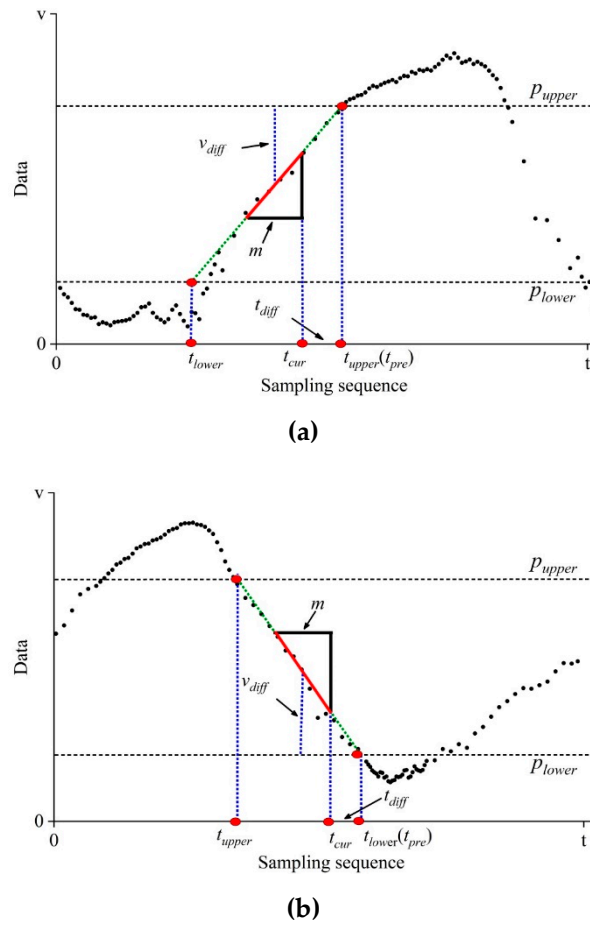 v
p_upper
v_diff
Data
m
p_lower
t_diff
0
0
t_lower
t_cur
t_upper(t_pre)
t
Sampling sequence
(a)
v
p_upper
m
Data
v_diff
p_lower
t_diff
0
0
t_upper
t_cur
t_lower(t_pre)
t
Sampling sequence
(b)